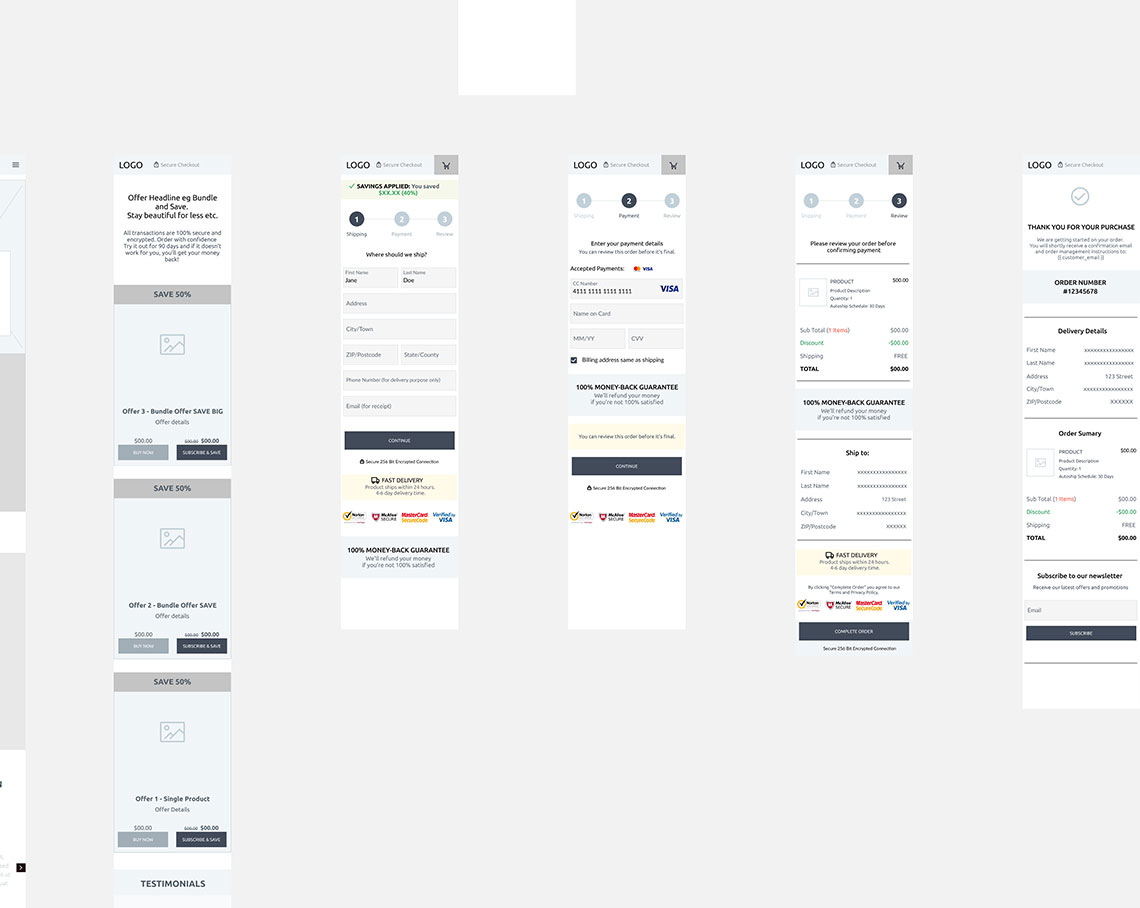 LOGO
Secure Checkout
Offer Headline eg Bundle
and Save.
Stay beautiful for less etc.
All transactions are 100% secure and
encrypted. Order with confidence
Try it out for 90 days and if it doesn't
work for you, you'll get your money
back!
SAVE 50%
Offer 3 - Bundle Offer SAVE BIG
Offer details
$00.00
$00.00 $00.00
BUY NOW
SUBSCRIBE & SAVE
SAVE 50%
Offer 2 - Bundle Offer SAVE
Offer details
$00.00
$00.00 $00.00
BUY NOW
SUBSCRIBE & SAVE
SAVE 50%
Offer 1 - Single Product
Offer Details
$00.00
$00.00 $00.00
BUY NOW
SUBSCRIBE & SAVE
TESTIMONIALS
LOGO
Secure Checkout
SAVINGS APPLIED: You saved
$XX.XX (40%)
1
2
3
Shipping
Payment
Review
Where should we ship?
First Name
Jane
Last Name
Doe
Address
City/Town
ZIP/Postcode
State/County
Phone Number (for delivery purpose only)
Email (for receipt)
CONTINUE
Secure 256 Bit Encrypted Connection
FAST DELIVERY
Product ships within 24 hours.
4-6 day delivery time.
Norton
McAfee
SECURE
MasterCard
SecureCode
Verified by
VISA
100% MONEY-BACK GUARANTEE
We'll refund your money
if you're not 100% satisfied
LOGO
Secure Checkout
1
2
3
Shipping
Payment
Review
Enter your payment details
You can review this order before it's final.
Accepted Payments:
VISA
CC Number
4111 1111 1111 1111
VISA
Name on Card
MM/YY
CVV
Billing address same as shipping
100% MONEY-BACK GUARANTEE
We'll refund your money
if you're not 100% satisfied
You can review this order before it's final.
CONTINUE
Secure 256 Bit Encrypted Connection
Norton
McAfee
SECURE
MasterCard
SecureCode
Verified by
VISA
LOGO
Secure Checkout
1
2
3
Shipping
Payment
Review
Please review your order before
confirming payment
PRODUCT
$00.00
Product Description
Quantity: 1
Autoship Schedule: 30 Days
Sub Total (1 Items)
$00.00
Discount
-$00.00
Shipping
FREE
TOTAL
$00.00
100% MONEY-BACK GUARANTEE
We'll refund your money
if you're not 100% satisfied
Ship to:
First Name
xxxxxxxxxxxxxxxx
Last Name
xxxxxxxxxxxxxxxx
Address
123 Street
City/Town
xxxxxxxxxxxxxxxx
ZIP/Postcode
XXXXXX
FAST DELIVERY
Product ships within 24 hours.
4-6 day delivery time.
By clicking "Complete Order" you agree to our
Terms and Privacy Policy.
Norton
McAfee
SECURE
MasterCard
SecureCode
Verified by
VISA
COMPLETE ORDER
Secure 256 Bit Encrypted Connection
LOGO
Secure Checkout
THANK YOU FOR YOUR PURCHASE
We are getting started on your order.
You will shortly receive a confirmation email
and order management instructions to:
{{ customer_email }}
ORDER NUMBER
#12345678
Delivery Details
First Name
xxxxxxxxxxxxxxxx
Last Name
xxxxxxxxxxxxxxxx
Address
123 Street
City/Town
xxxxxxxxxxxxxxxx
ZIP/Postcode
XXXXXX
Order Sumary
PRODUCT
$00.00
Product Description
Quantity: 1
Autoship Schedule: 30 Days
Sub Total (1 Items)
$00.00
Discount
-$00.00
Shipping
FREE
TOTAL
$00.00
Subscribe to our newsletter
Receive our latest offers and promotions
Email
SUBSCRIBE